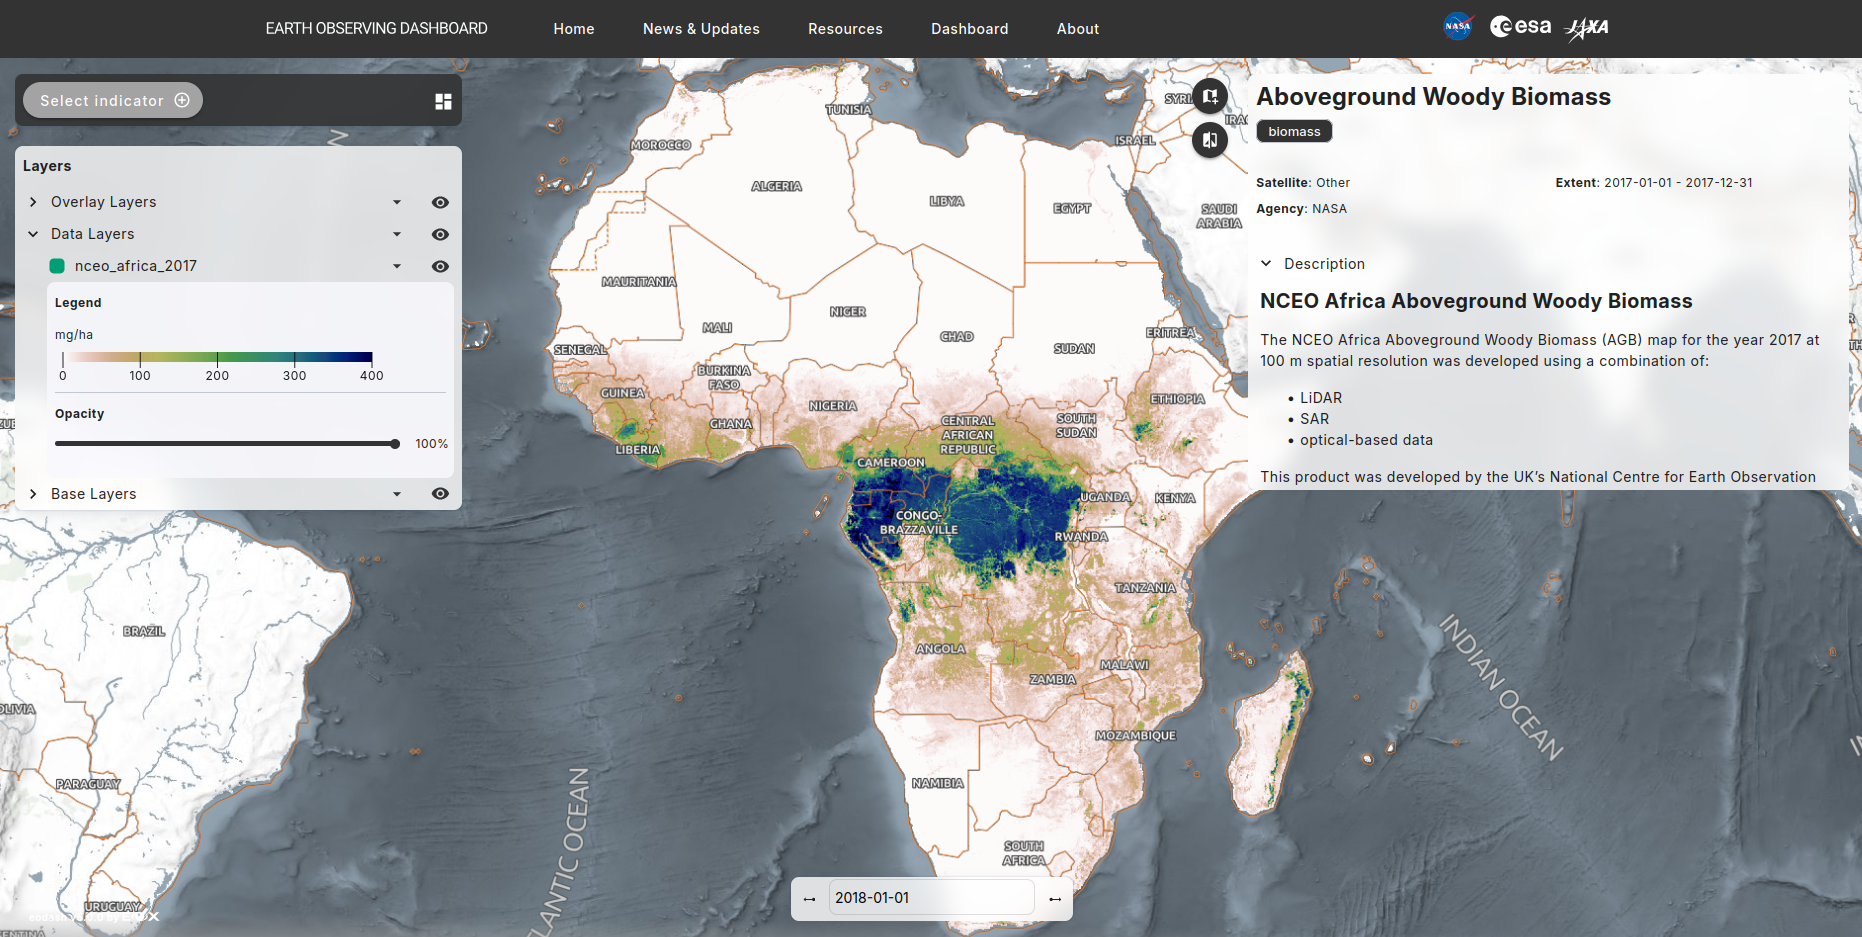 EARTH OBSERVING DASHBOARD
Home
News & Updates
Resources
Dashboard
About
NASA
esa
JAXA
Select indicator
Layers
Overlay Layers
Data Layers
nceo_africa_2017
Legend
mg/ha
0
100
200
300
400
Opacity
100%
Base Layers
Aboveground Woody Biomass
biomass
Satellite: Other
Extent: 2017-01-01 - 2017-12-31
Agency: NASA
Description
NCEO Africa Aboveground Woody Biomass
The NCEO Africa Aboveground Woody Biomass (AGB) map for the year 2017 at
100 m spatial resolution was developed using a combination of:
• LiDAR
• SAR
• optical-based data
This product was developed by the UK's National Centre for Earth Observation
TUNISIA
MOROCCO
ISRAEL
ALGERIA
LIBYA
EGYPT
SAUDI
ARABIA
MAURITANIA
NIGER
MALI
CHAD
ERITREA
SENEGAL
SUDAN
BURKINA
FASO
GUINEA
NIGERIA
ETHIOPIA
GHANA
CENTRAL
AFRICAN
REPUBLIC
SOUTH
SUDAN
LIBERIA
CAMEROON
UGANDA
KENYA
CONGO-
BRAZZAVILLE
RWANDA
TANZANIA
BRAZIL
ANGOLA
MALAWI
ZAMBIA
INDIAN OCEAN
MOZAMBIQUE
NAMIBIA
PARAGUAY
SOUTH
AFRICA
URUGUAY
LANTIC OCEAN
2018-01-01